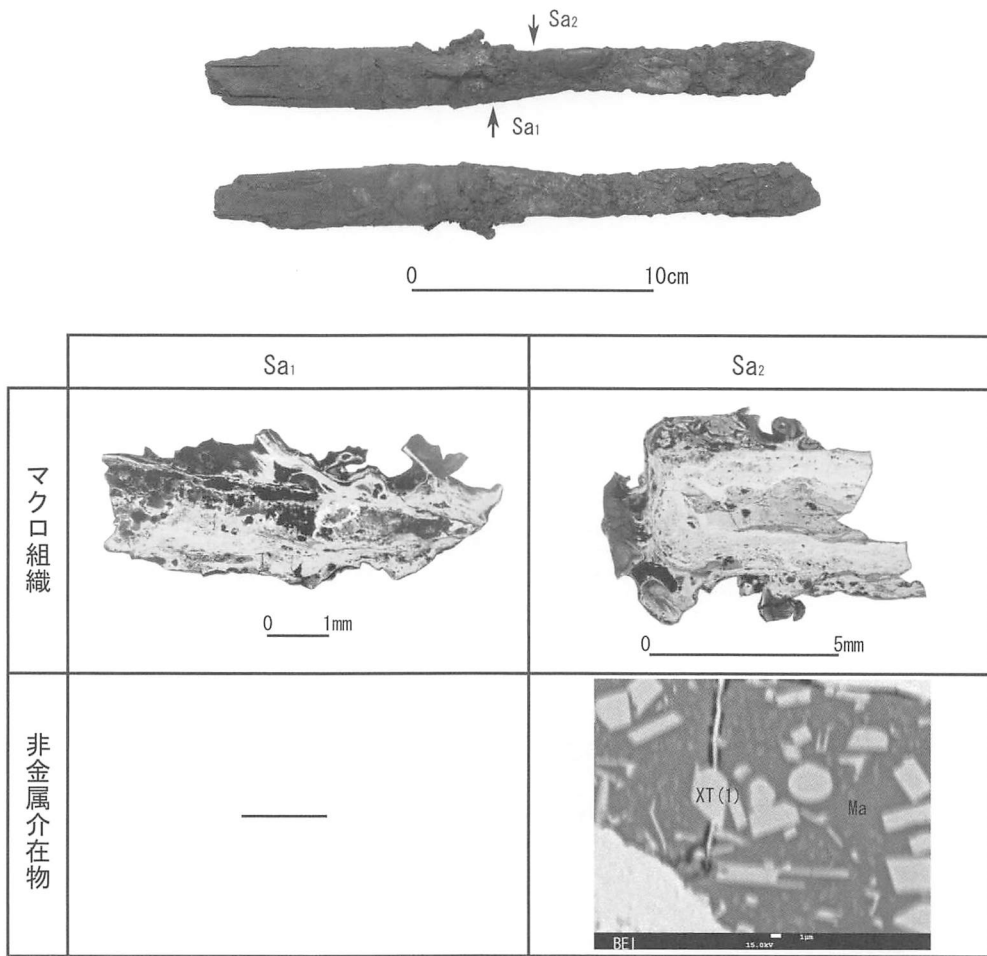 Sa₂
Sa₁
0 10cm
Sa₁ Sa₂
マクロ組織
0 1mm
0 5mm
非金属介在物
XT(1)
Ma
BEI 15.0kV 1μm